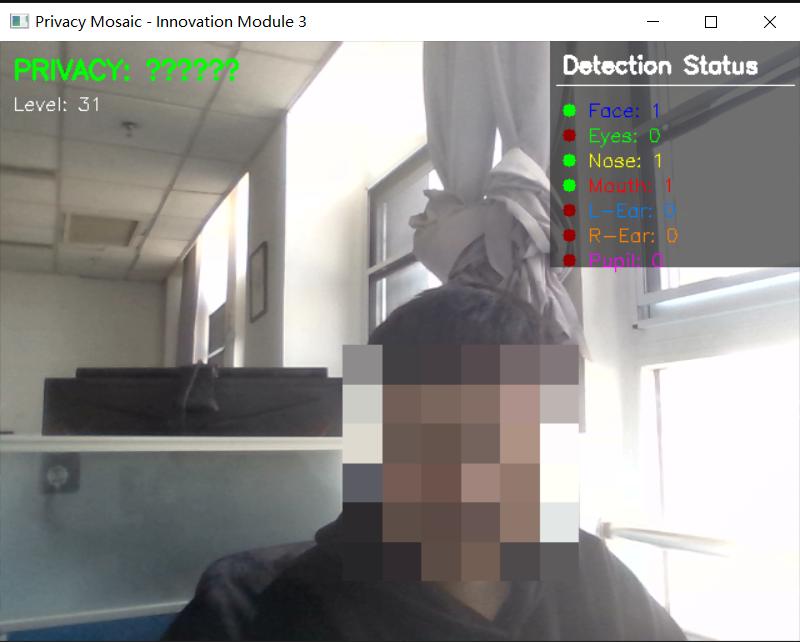 Privacy Mosaic - Innovation Module 3
PRIVACY: ??????
Level: 31
Detection Status
Face: 1
Eyes: 0
Nose: 1
Mouth: 1
L-Ear: 0
R-Ear: 0
Pupil: 0